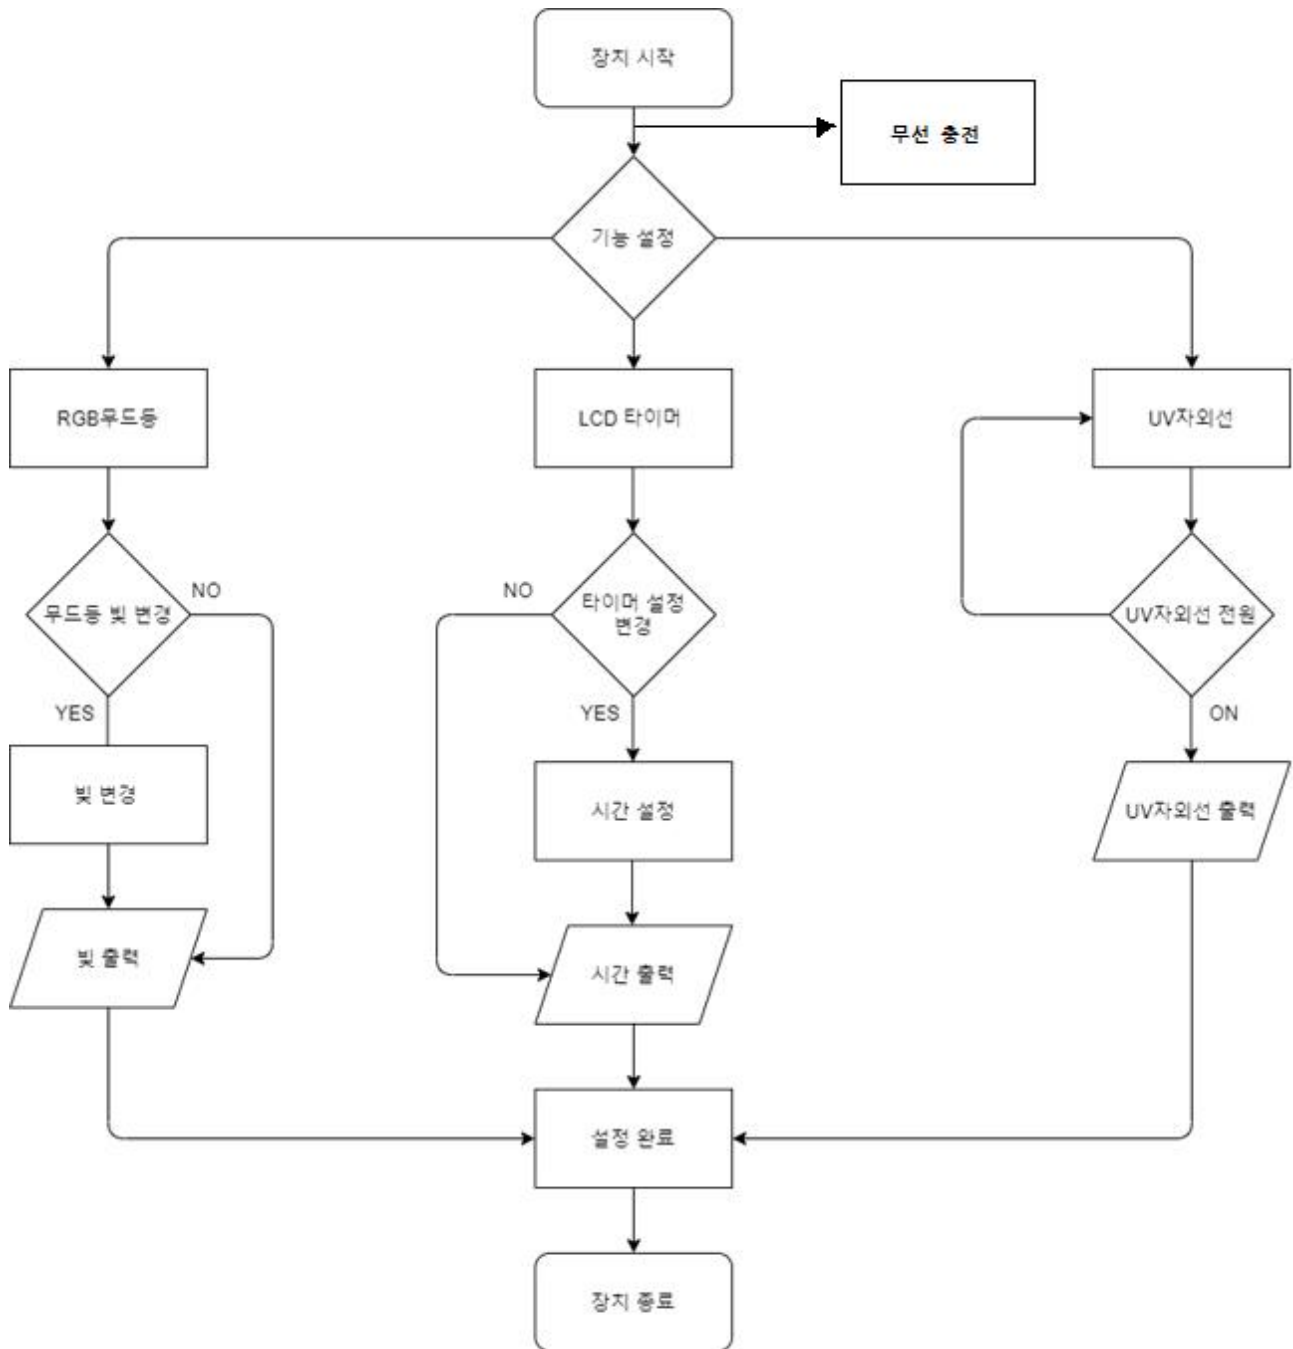 장치 시작
무선 충전
기능 설정
RGB무드등
LCD 타이머
UV자외선
무드등 빛 변경
NO
YES
NO
타이머 설정
변경
YES
UV자외선 전원
ON
빛 변경
시간 설정
UV자외선 출력
빛 출력
시간 출력
설정 완료
장치 종료